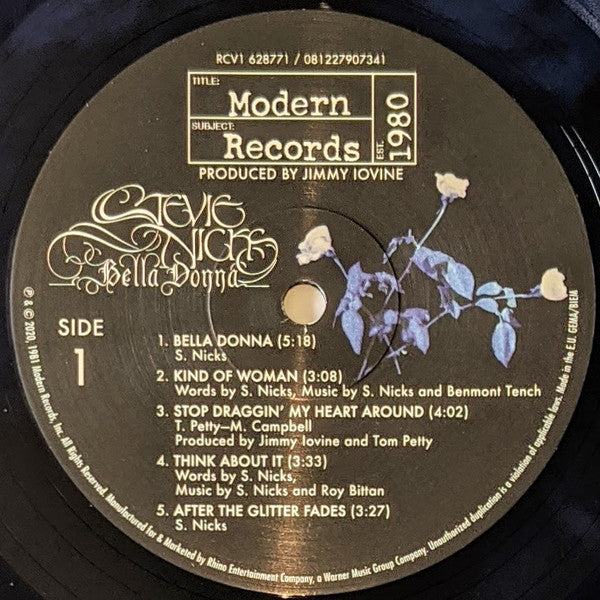 RCV1 628771 / 081227907341
TITLE:
Modern
SUBJECT:
Records
EST. 1980
PRODUCED BY JIMMY IOVINE
STEVIE
NICKS
Bella Donna
SIDE
1
1. BELLA DONNA (5:18)
S. Nicks
2. KIND OF WOMAN (3:08)
Words by S. Nicks, Music by S. Nicks and Benmont Tench
3. STOP DRAGGIN' MY HEART AROUND (4:02)
T. Petty—M. Campbell
Produced by Jimmy Iovine and Tom Petty
4. THINK ABOUT IT (3:33)
Words by S. Nicks,
Music by S. Nicks and Roy Bittan
5. AFTER THE GLITTER FADES (3:27)
S. Nicks
℗ & © 2020, 1981 Modern Records, Inc. All Rights Reserved. Manufactured for & Marketed by Rhino Entertainment Company, a Warner Music Group Company. Unauthorized duplication is a violation of applicable laws. Made in the E.U. GEMA/BIEM